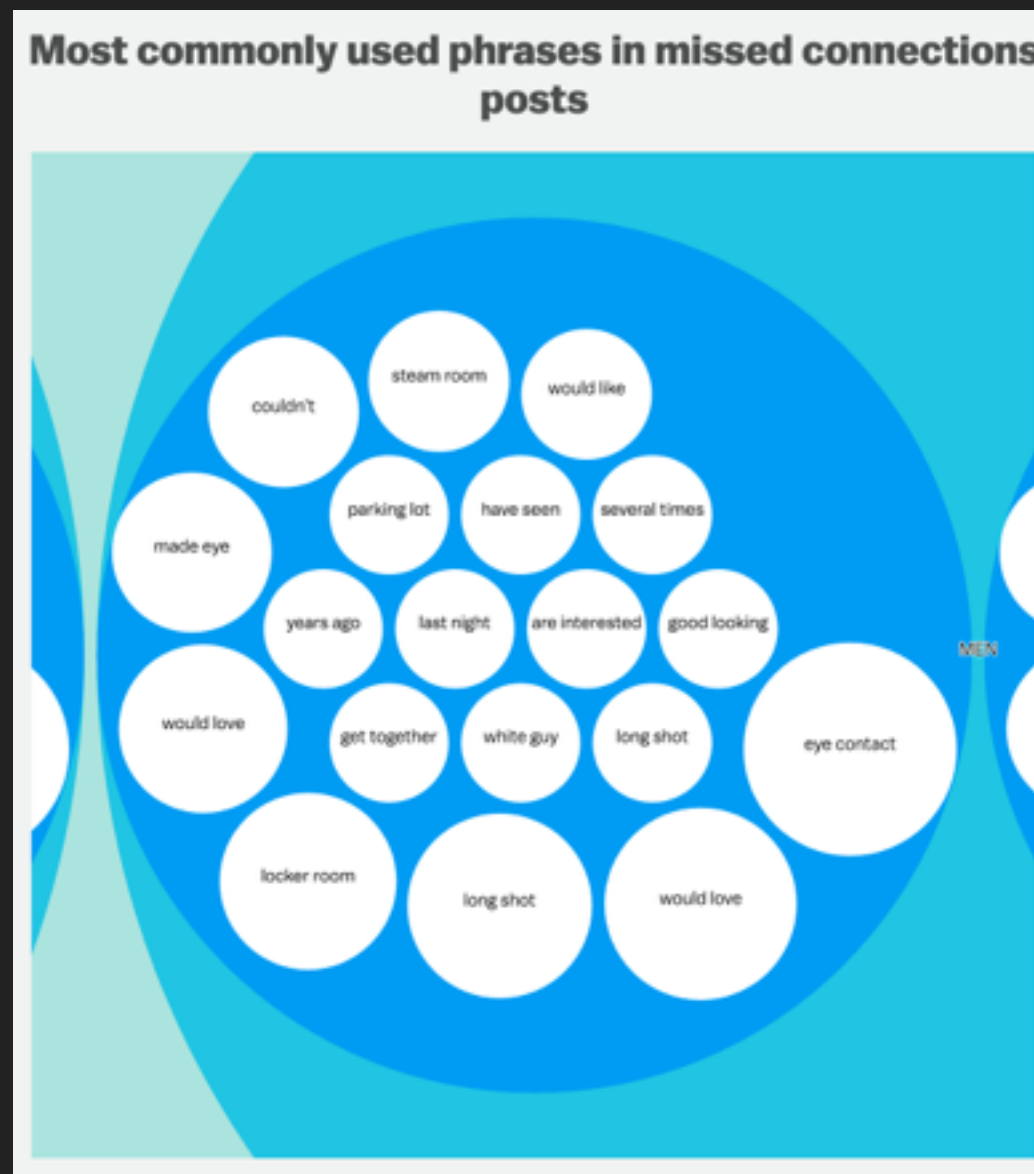 Most commonly used phrases in missed connections
posts
steam room
would like
couldn't
parking lot
have seen
several times
made eye
years ago
last night
are interested
good looking
MEN
would love
get together
white guy
long shot
eye contact
locker room
long shot
would love